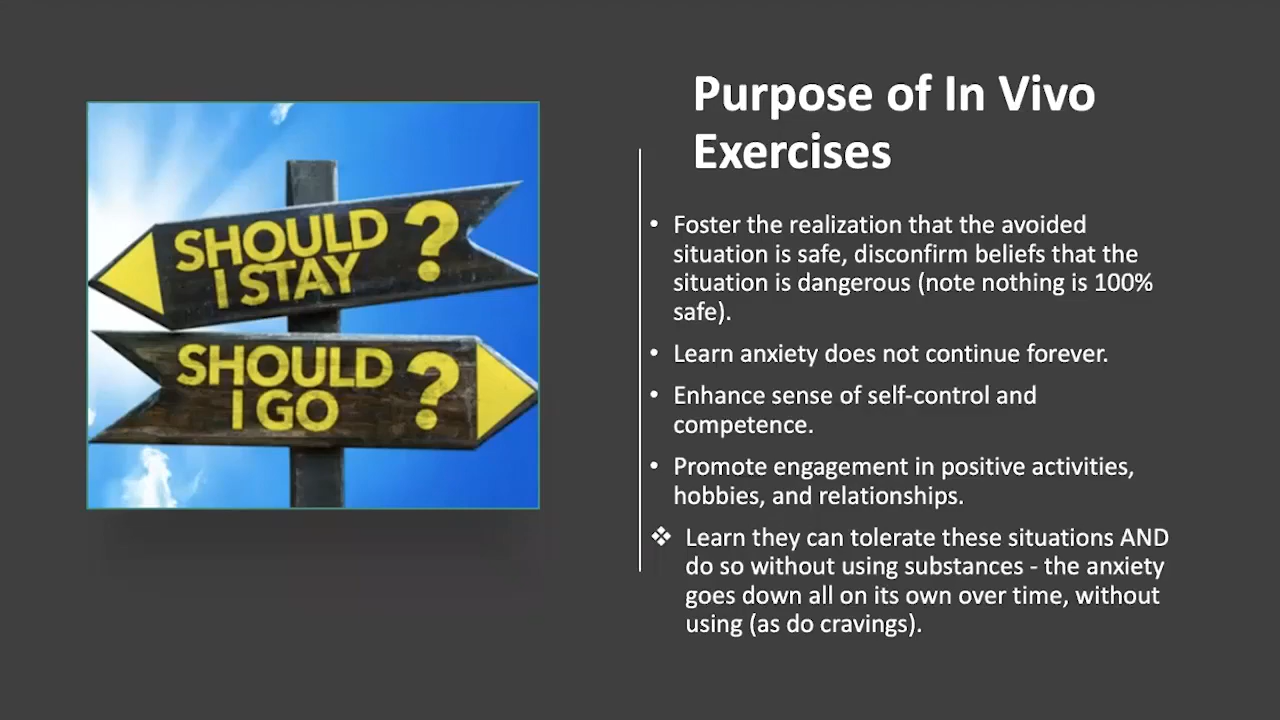 SHOULD
I STAY ?
SHOULD
I GO ?
Purpose of In Vivo
Exercises
• Foster the realization that the avoided
situation is safe, disconfirm beliefs that the
situation is dangerous (note nothing is 100%
safe).
• Learn anxiety does not continue forever.
• Enhance sense of self-control and
competence.
• Promote engagement in positive activities,
hobbies, and relationships.
❖ Learn they can tolerate these situations AND
do so without using substances - the anxiety
goes down all on its own over time, without
using (as do cravings).